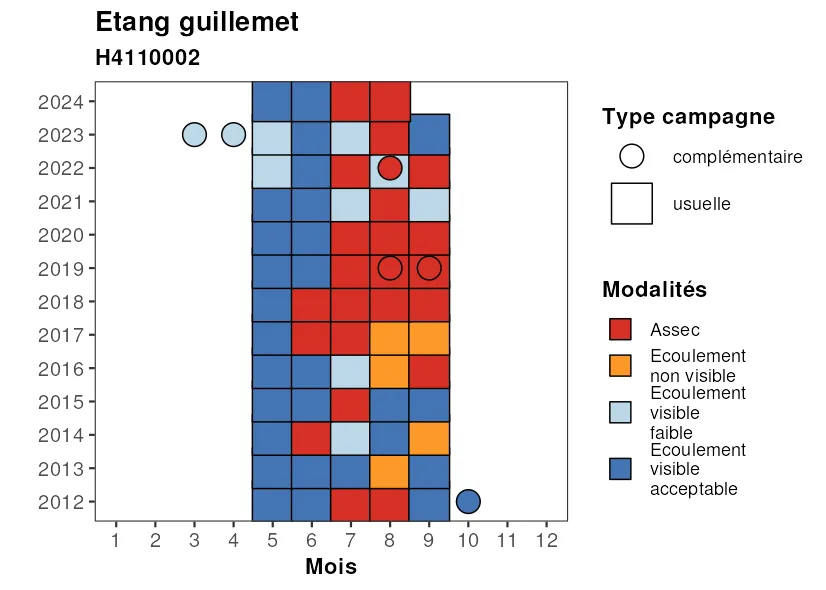 Etang guillemet
H4110002
2024
2023
2022
2021
2020
2019
2018
2017
2016
2015
2014
2013
2012
1 2 3 4 5 6 7 8 9 10 11 12
Mois
Type campagne
complémentaire
usuelle
Modalités
Assec
Ecoulement
non visible
Ecoulement
visible
faible
Ecoulement
visible
acceptable